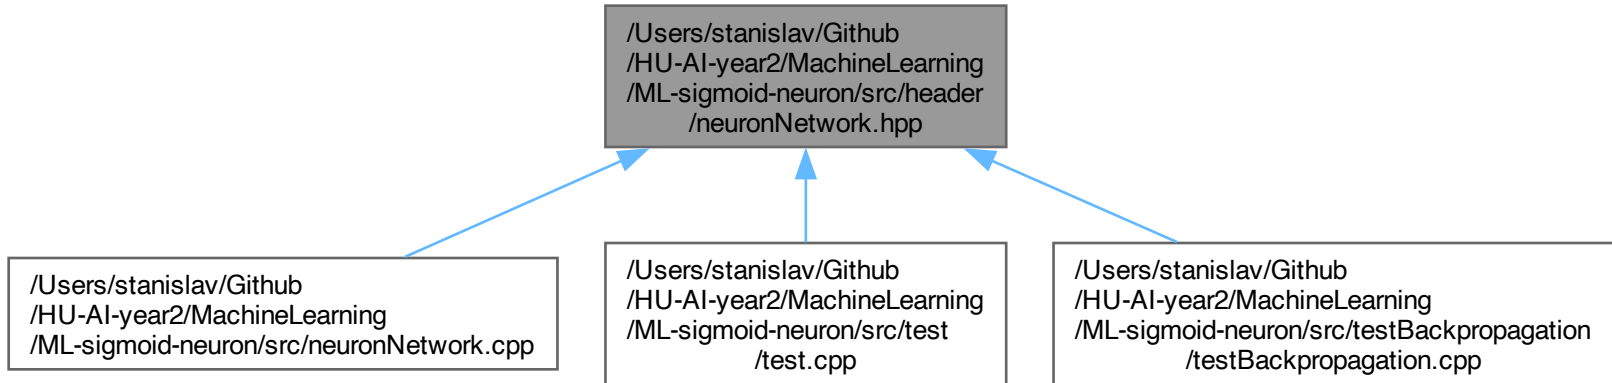 /Users/stanislav/Github
/HU-AI-year2/MachineLearning
/ML-sigmoid-neuron/src/header
/neuronNetwork.hpp
/Users/stanislav/Github
/HU-AI-year2/MachineLearning
/ML-sigmoid-neuron/src/neuronNetwork.cpp
/Users/stanislav/Github
/HU-AI-year2/MachineLearning
/ML-sigmoid-neuron/src/test
/test.cpp
/Users/stanislav/Github
/HU-AI-year2/MachineLearning
/ML-sigmoid-neuron/src/testBackpropagation
/testBackpropagation.cpp